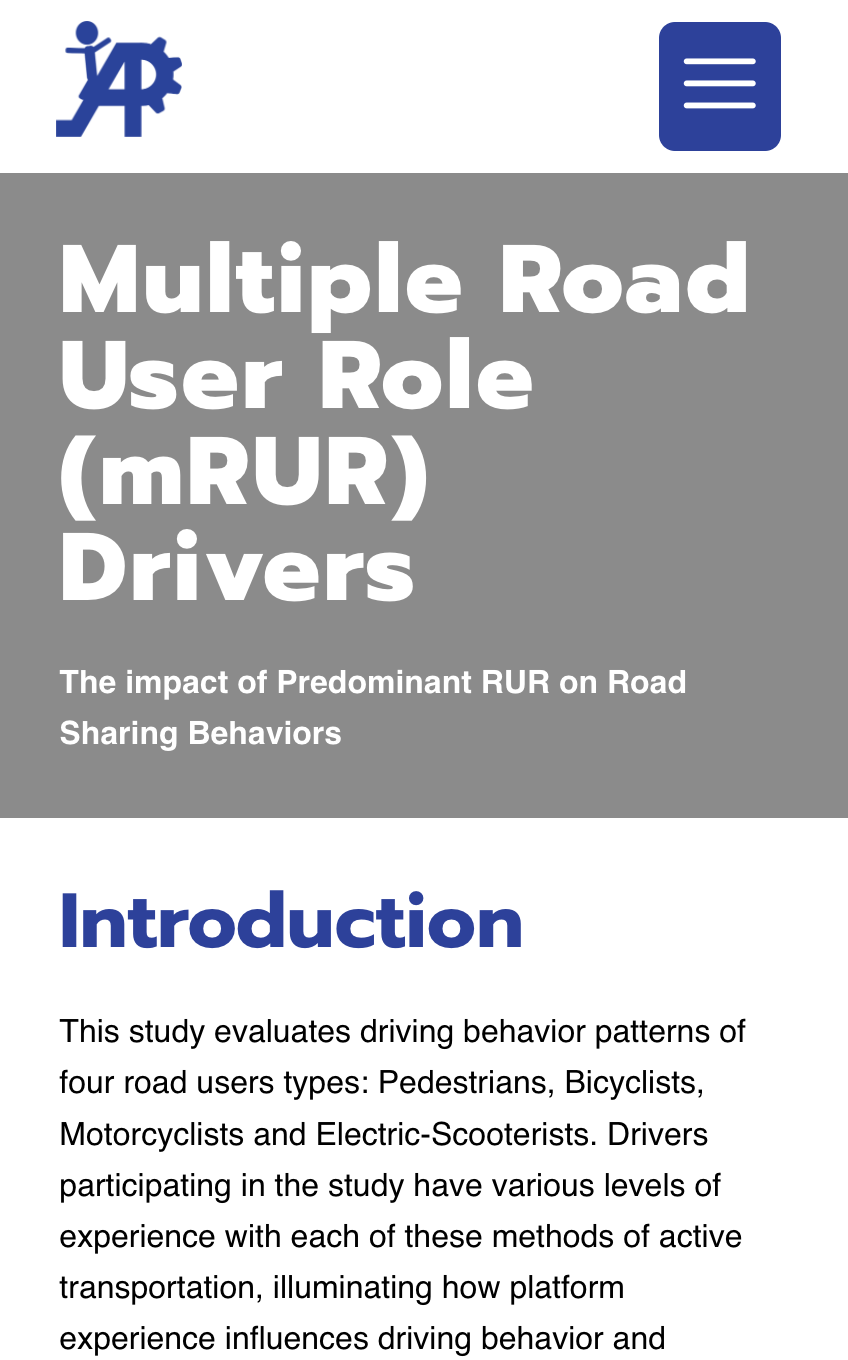 Multiple Road
User Role
(mRUR)
Drivers
The impact of Predominant RUR on Road
Sharing Behaviors
Introduction
This study evaluates driving behavior patterns of
four road users types: Pedestrians, Bicyclists,
Motorcyclists and Electric-Scooterists. Drivers
participating in the study have various levels of
experience with each of these methods of active
transportation, illuminating how platform
experience influences driving behavior and